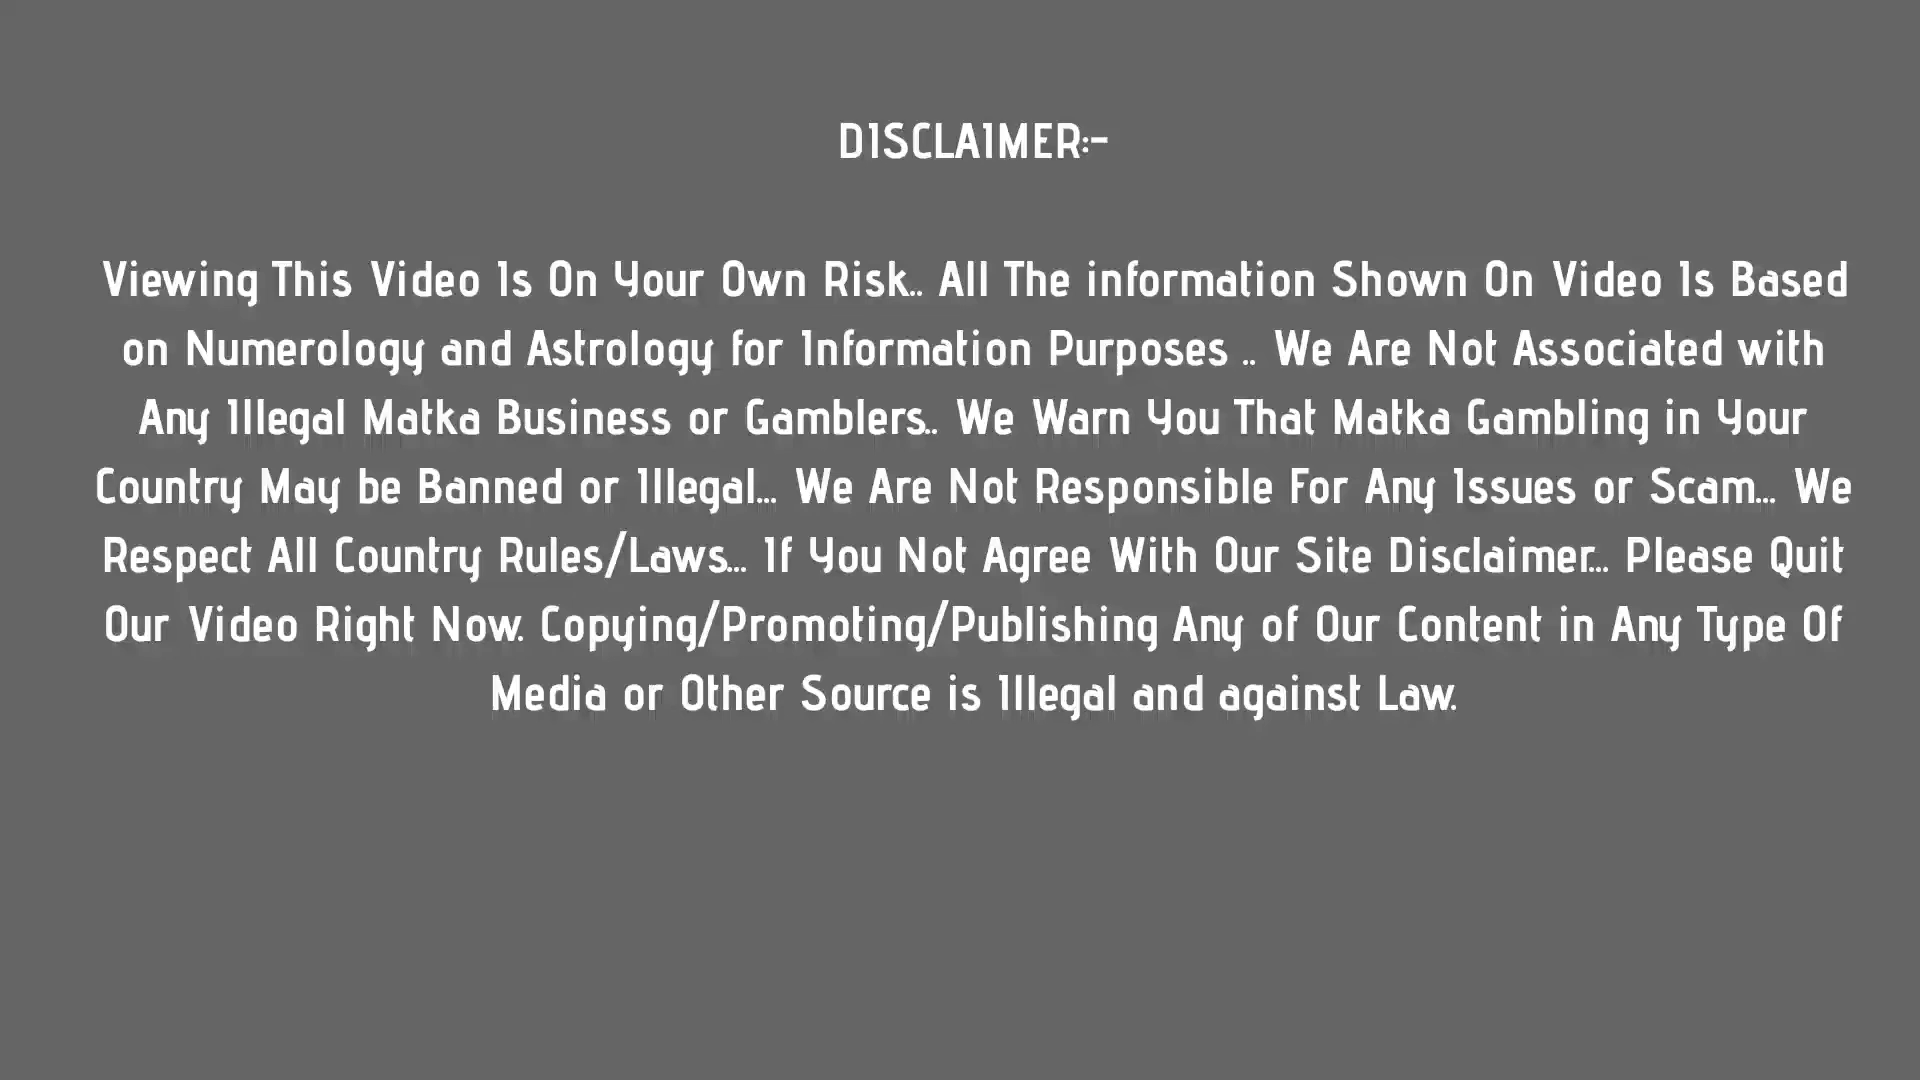 DISCLAIMER:-
Viewing This Video Is On Your Own Risk.. All The information Shown On Video Is Based
on Numerology and Astrology for Information Purposes .. We Are Not Associated with
Any Illegal Matka Business or Gamblers.. We Warn You That Matka Gambling in Your
Country May be Banned or Illegal... We Are Not Responsible For Any Issues or Scam... We
Respect All Country Rules/Laws... If You Not Agree With Our Site Disclaimer... Please Quit
Our Video Right Now. Copying/Promoting/Publishing Any of Our Content in Any Type Of
Media or Other Source is Illegal and against Law.